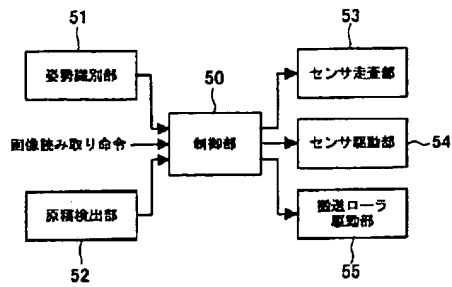 51
姿勢識別部
画像読み取り命令
原稿検出部
52
50
制御部
53
センサ走査部
センサ駆動部
54
搬送ローラ
駆動部
55